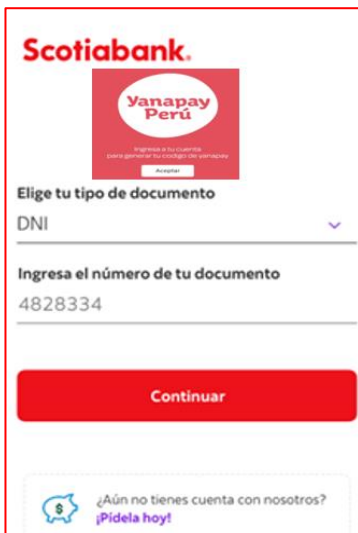 Scotiabank.
Yanapay
Perú
Ingresa a tu cuenta
para generar tu codigo de yanapay
Aceptar
Elige tu tipo de documento
DNI
Ingresa el número de tu documento
4828334
Continuar
¿Aún no tienes cuenta con nosotros?
¡Pídela hoy!